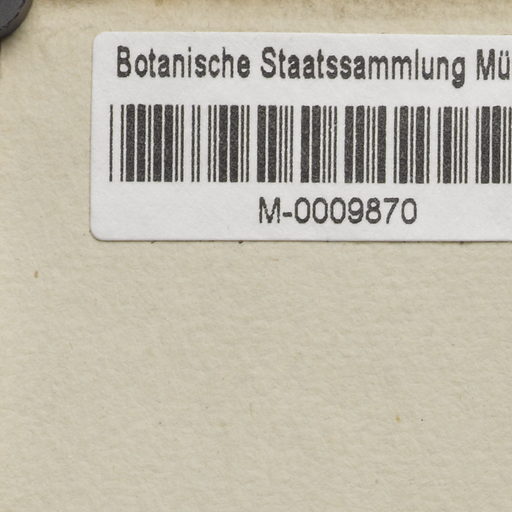 Botanische Staatssammlung Mü
M-0009870